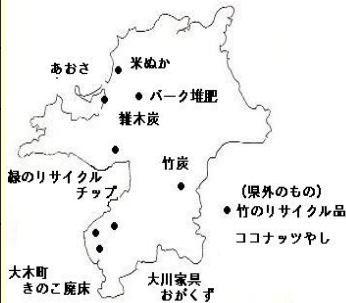 あおさ
米ぬか
バーク堆肥
雑木炭
緑のリサイクル
チップ
竹炭
(県外のもの)
竹のリサイクル品
ココナッツやし
大木町
きのこ廃床
大川家具
おがくず